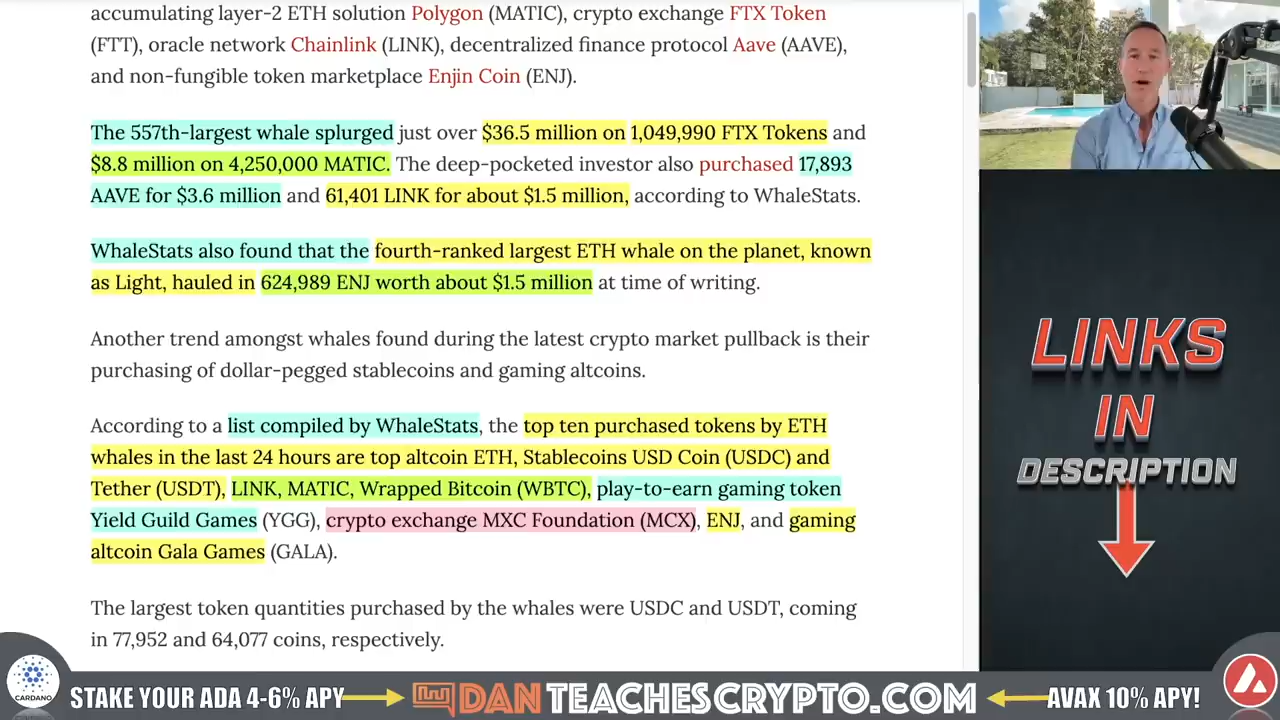 accumulating layer-2 ETH solution Polygon (MATIC), crypto exchange FTX Token
(FTT), oracle network Chainlink (LINK), decentralized finance protocol Aave (AAVE),
and non-fungible token marketplace Enjin Coin (ENJ).
The 557th-largest whale splurged just over $36.5 million on 1,049,990 FTX Tokens and
$8.8 million on 4,250,000 MATIC. The deep-pocketed investor also purchased 17,893
AAVE for $3.6 million and 61,401 LINK for about $1.5 million, according to WhaleStats.
WhaleStats also found that the fourth-ranked largest ETH whale on the planet, known
as Light, hauled in 624,989 ENJ worth about $1.5 million at time of writing.
Another trend amongst whales found during the latest crypto market pullback is their
purchasing of dollar-pegged stablecoins and gaming altcoins.
According to a list compiled by WhaleStats, the top ten purchased tokens by ETH
whales in the last 24 hours are top altcoin ETH, Stablecoins USD Coin (USDC) and
Tether (USDT), LINK, MATIC, Wrapped Bitcoin (WBTC), play-to-earn gaming token
Yield Guild Games (YGG), crypto exchange MXC Foundation (MCX), ENJ, and gaming
altcoin Gala Games (GALA).
The largest token quantities purchased by the whales were USDC and USDT, coming
in 77,952 and 64,077 coins, respectively.
LINKS
IN
DESCRIPTION
CARDANO
STAKE YOUR ADA 4-6% APY
DANTEACHESCRYPTO.COM
AVAX 10% APY!